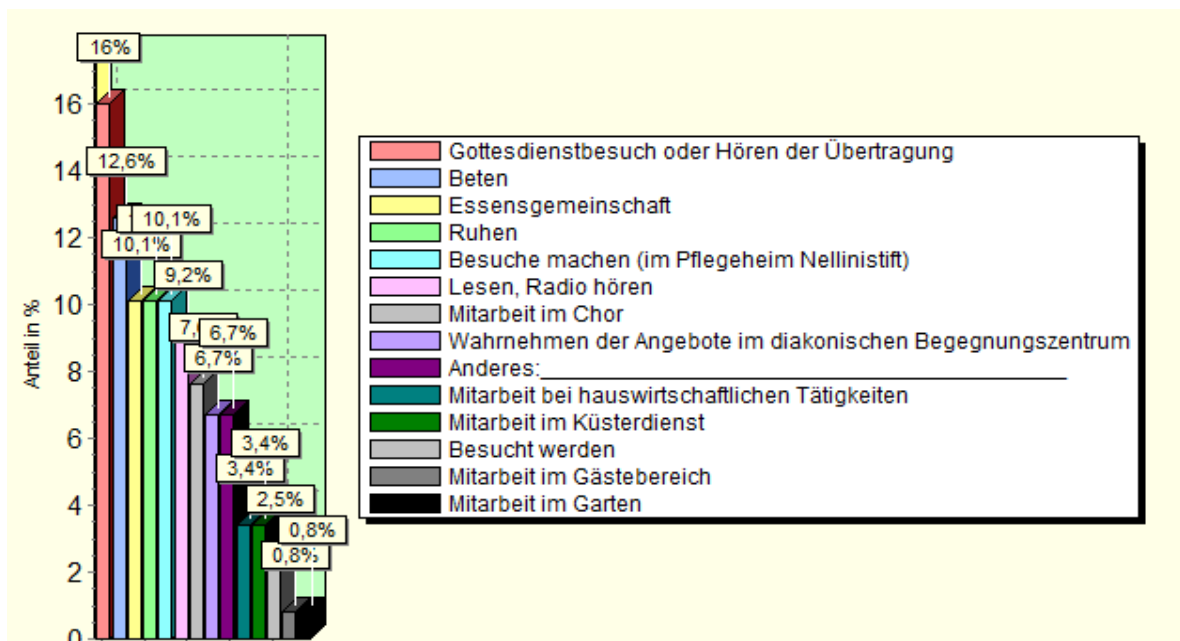 16%
16
12,6%
14
10,1%
12
10,1%
9,2%
10
6,7%
8
6,7%
6
3,4%
3,4%
4
2,5%
0,8%
0,8%
2
0
Anteil in %
Gottesdienstbesuch oder Hören der Übertragung
Beten
Essensgemeinschaft
Ruhen
Besuche machen (im Pflegeheim Nellinistift)
Lesen, Radio hören
Mitarbeit im Chor
Wahrnehmen der Angebote im diakonischen Begegnungszentrum
Anderes:___________________________________________
Mitarbeit bei hauswirtschaftlichen Tätigkeiten
Mitarbeit im Küsterdienst
Besucht werden
Mitarbeit im Gästebereich
Mitarbeit im Garten